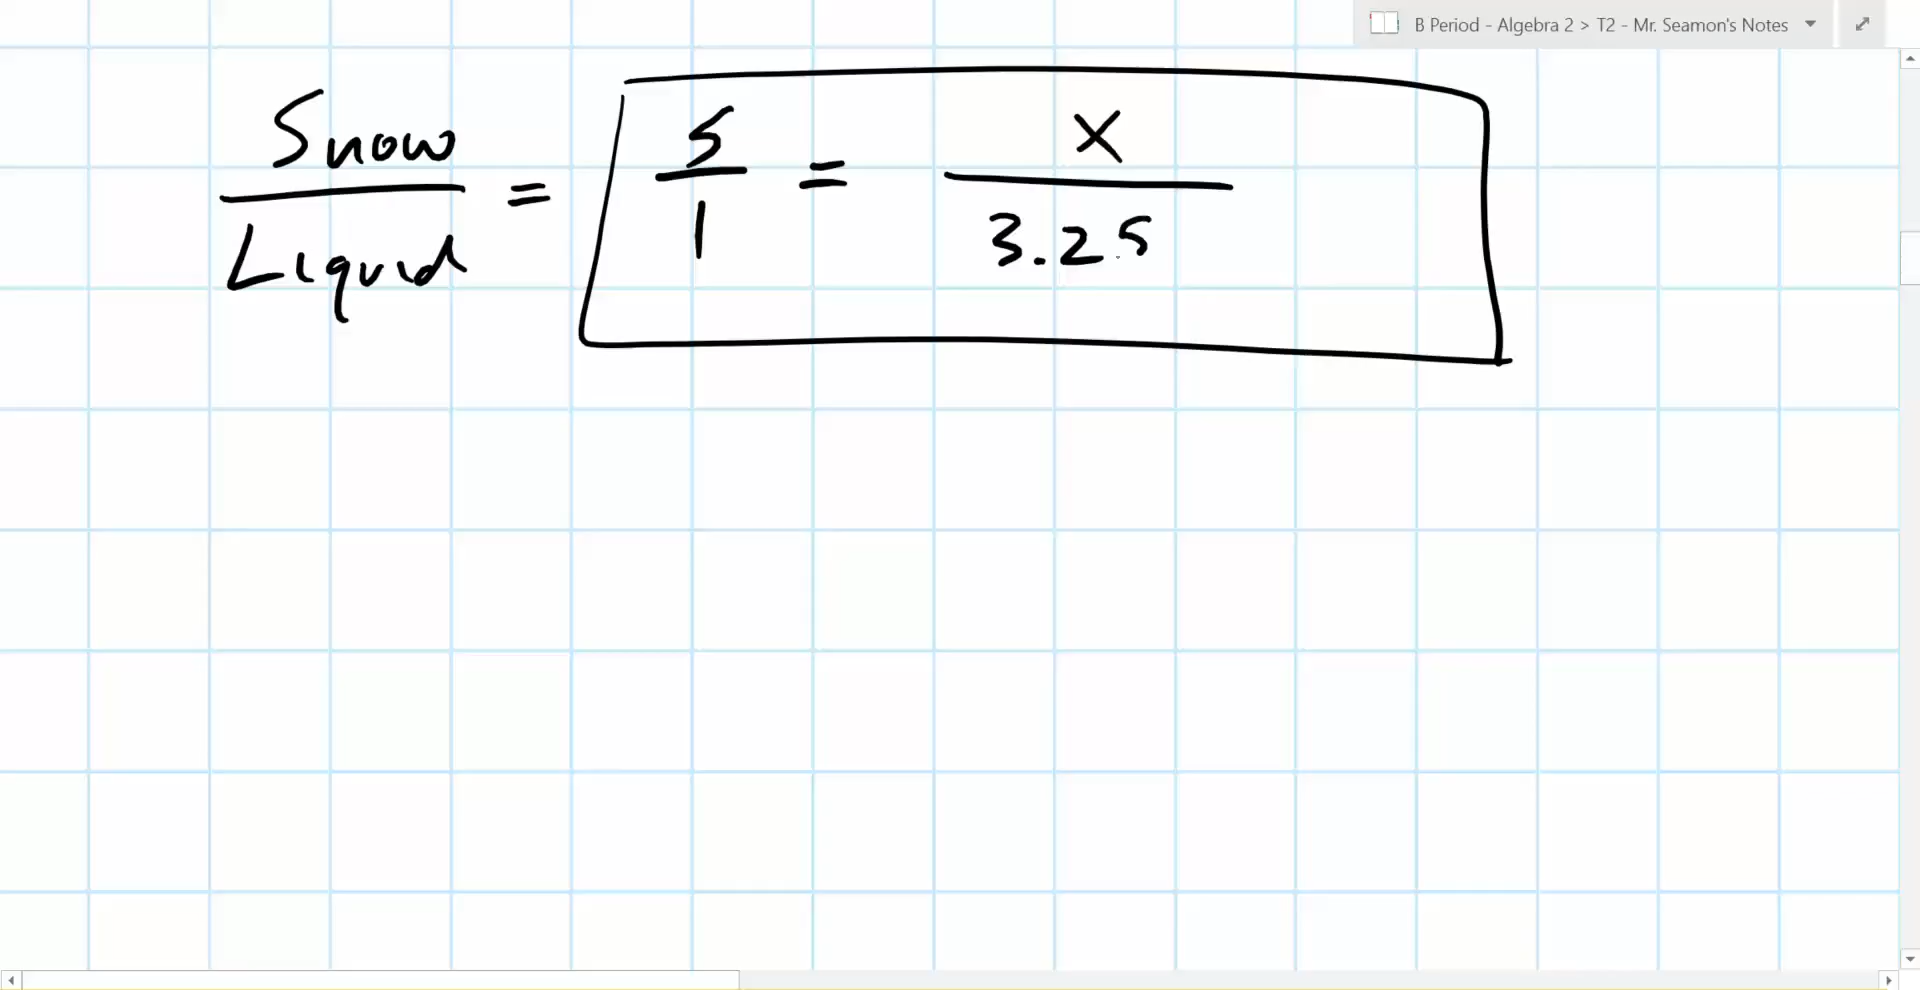 B Period - Algebra 2 > T2 - Mr. Seamon's Notes
Snow/Liquid = 5/1 = x/3.25